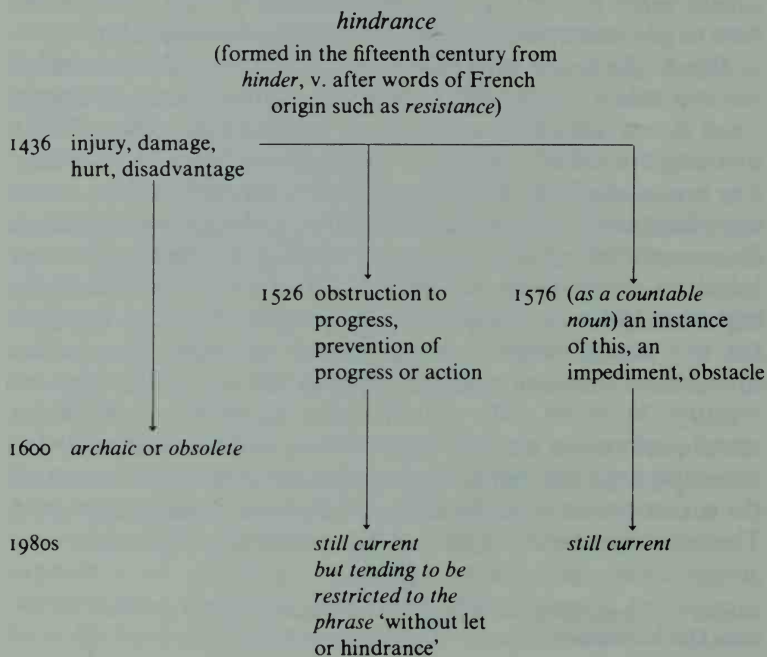 hindrance
(formed in the fifteenth century from
hinder, v. after words of French
origin such as resistance)
1436 injury, damage,
hurt, disadvantage
1526 obstruction to
progress,
prevention of
progress or action
1576 (as a countable
noun) an instance
of this, an
impediment, obstacle
1600 archaic or obsolete
1980s
still current
but tending to be
restricted to the
phrase 'without let
or hindrance'
still current